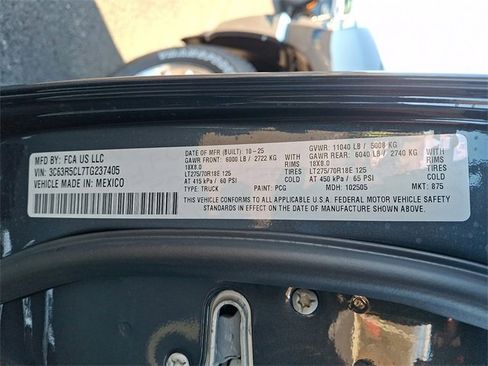 MFD BY: FCA US LLC
VIN: 3C63R5CL7TG237405
VEHICLE MADE IN: MEXICO
DATE OF MFR (BUILT): 10-25
GAWR FRONT: 6000 LB / 2722 KG
18X8.0
LT275/70R18E 125
AT 415 kPa / 60 PSI
TYPE: TRUCK
TIRES
COLD
PAINT: PCG
GVWR: 11040 LB / 5008 KG
GAWR REAR: 6040 LB / 2740 KG
18X8.0
LT275/70R18E 125
AT 450 kPa / 65 PSI
MDH: 102505
TIRES
COLD
MKT: 875
THIS VEHICLE CONFORMS TO ALL APPLICABLE U.S.A. FEDERAL MOTOR VEHICLE SAFETY
STANDARDS IN EFFECT ON THE DATE OF MANUFACTURE SHOWN ABOVE.